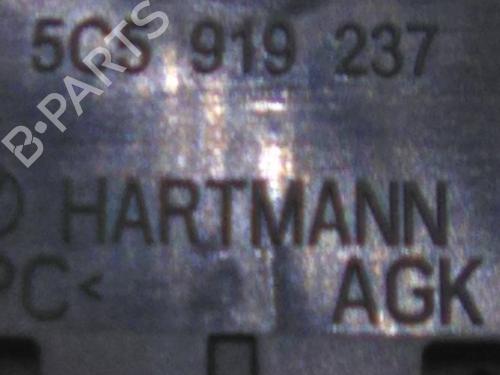 5C5 919 237
B-PARTS
HARTMANN
PC< AGK